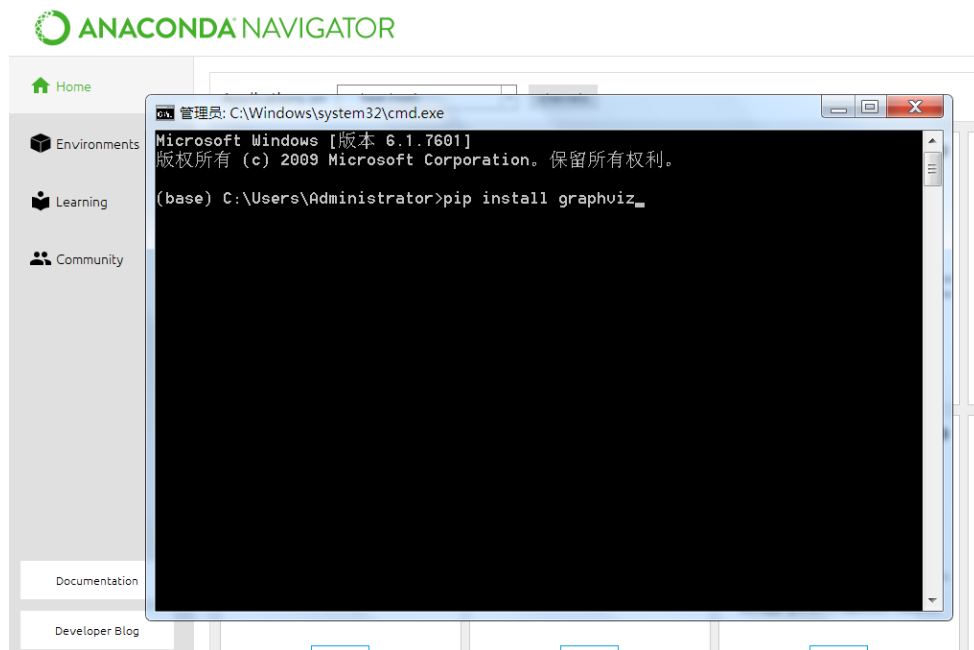 ANACONDA NAVIGATOR
Home
Environments
Learning
Community
Documentation
Developer Blog
管理员: C:\Windows\system32\cmd.exe
Microsoft Windows [版本 6.1.7601]
版权所有 (c) 2009 Microsoft Corporation。保留所有权利。
(base) C:\Users\Administrator>pip install graphviz